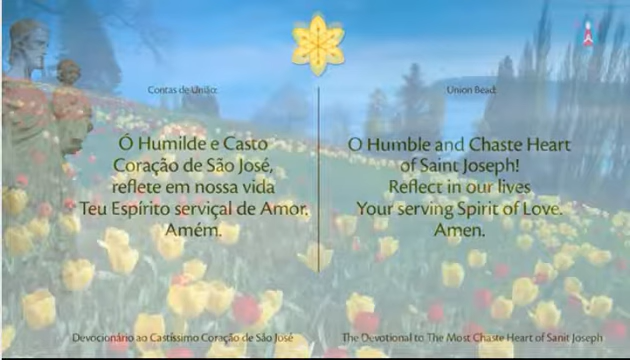 Contas de União:
Ó Humilde e Casto
Coração de São José,
reflete em nossa vida
Teu Espírito serviçal de Amor.
Amém.
Devocionário ao Castíssimo Coração de São José
Union Bead:
O Humble and Chaste Heart
of Saint Joseph!
Reflect in our lives
Your serving Spirit of Love.
Amen.
The Devotional to The Most Chaste Heart of Sanit Joseph